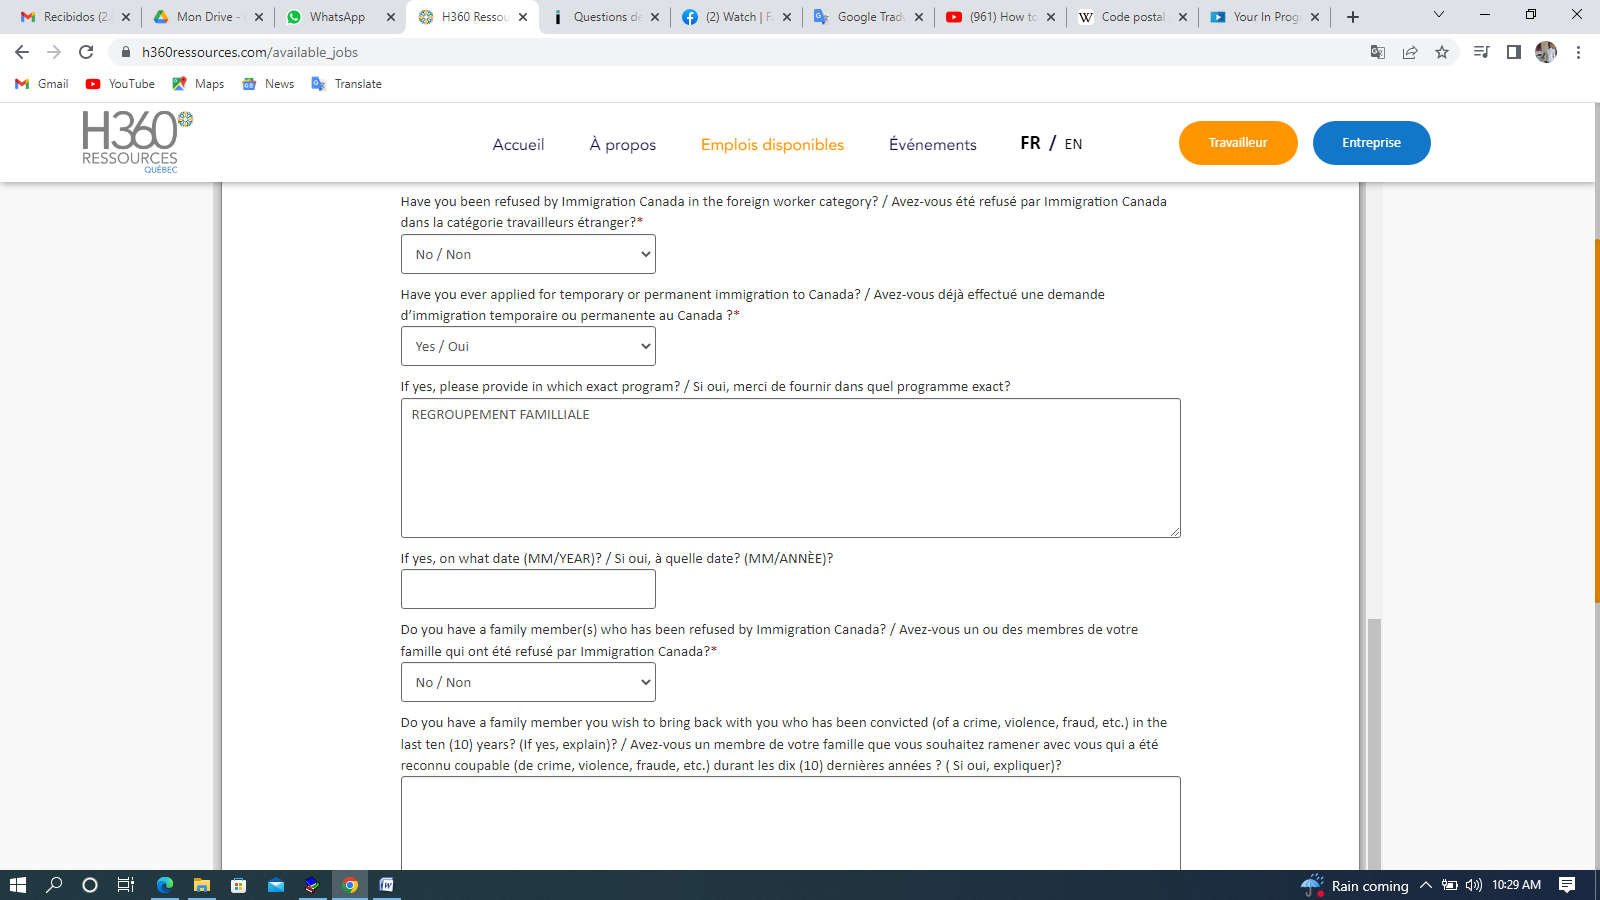 Recibidos (2.
Mon Drive -
WhatsApp
H360 Ressou
Questions de
(2) Watch | F
Google Tradu
(961) How to
Code postal
Your In Prog
h360ressources.com/available_jobs
Gmail
YouTube
Maps
News
Translate
H360
RESSOURCES
QUÉBEC
Accueil
À propos
Emplois disponibles
Événements
FR / EN
Travailleur
Entreprise
Have you been refused by Immigration Canada in the foreign worker category? / Avez-vous été refusé par Immigration Canada
dans la catégorie travailleurs étranger?*
No / Non
Have you ever applied for temporary or permanent immigration to Canada? / Avez-vous déjà effectué une demande
d’immigration temporaire ou permanente au Canada ?*
Yes / Oui
If yes, please provide in which exact program? / Si oui, merci de fournir dans quel programme exact?
REGROUPEMENT FAMILLIALE
If yes, on what date (MM/YEAR)? / Si oui, à quelle date? (MM/ANNÈE)?
Do you have a family member(s) who has been refused by Immigration Canada? / Avez-vous un ou des membres de votre
famille qui ont été refusé par Immigration Canada?*
No / Non
Do you have a family member you wish to bring back with you who has been convicted (of a crime, violence, fraud, etc.) in the
last ten (10) years? (If yes, explain)? / Avez-vous un membre de votre famille que vous souhaitez ramener avec vous qui a été
reconnu coupable (de crime, violence, fraude, etc.) durant les dix (10) dernières années ? ( Si oui, expliquer)?
Rain coming
10:29 AM